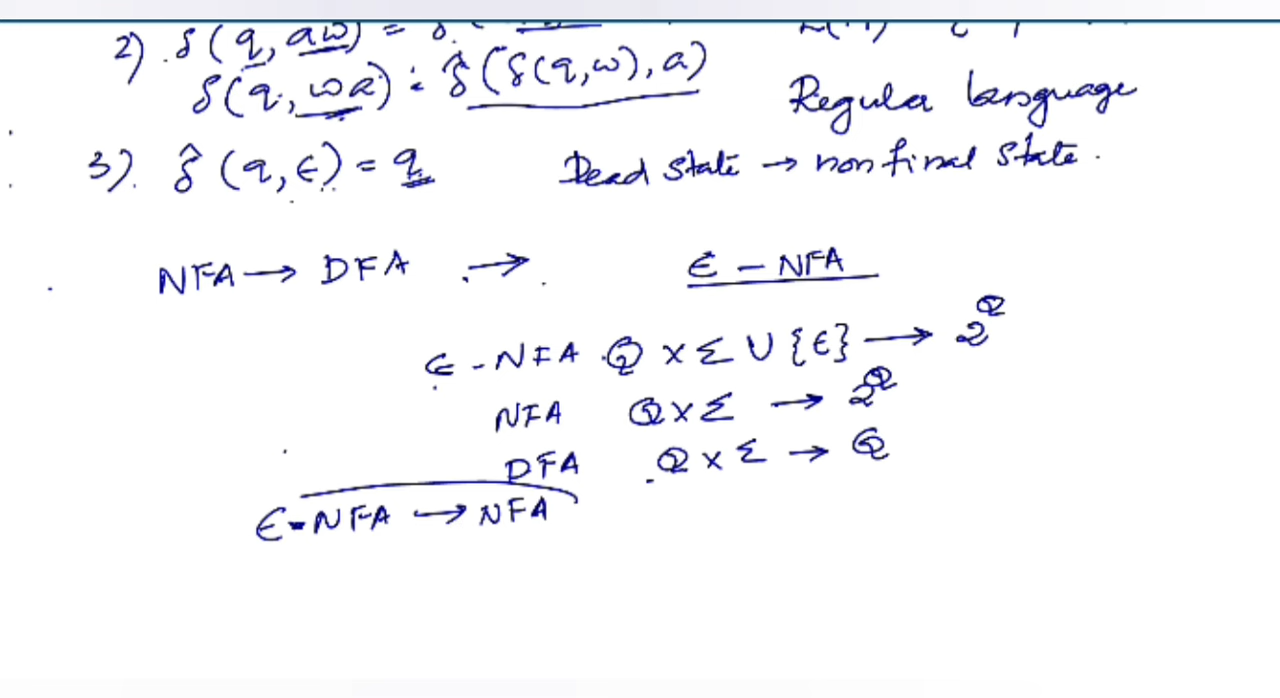 2). δ(q, aw) = δ.
δ(q, wa) : δ̂(δ(q,w),a)
Regular language
3). δ̂ (q, ε) = q
Dead state → non final state.
NFA → DFA . →.
ε - NFA
ε - NFA Q × Σ ∪ {ε} → 2^Q
NFA Q × Σ → 2^Q
DFA Q × Σ → Q
ε-NFA → NFA